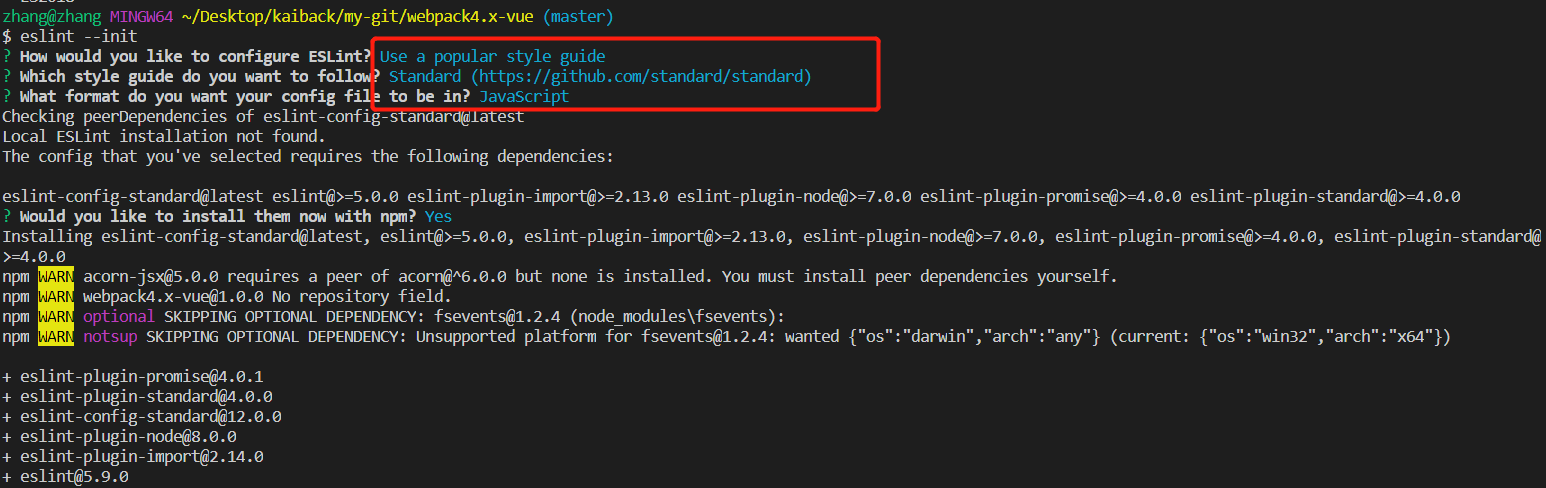 zhang@zhang MINGW64 ~/Desktop/kaiback/my-git/webpack4.x-vue (master)
$ eslint --init
? How would you like to configure ESLint? Use a popular style guide
? Which style guide do you want to follow? Standard (https://github.com/standard/standard)
? What format do you want your config file to be in? JavaScript
Checking peerDependencies of eslint-config-standard@latest
Local ESLint installation not found.
The config that you've selected requires the following dependencies:
eslint-config-standard@latest eslint@>=5.0.0 eslint-plugin-import@>=2.13.0 eslint-plugin-node@>=7.0.0 eslint-plugin-promise@>=4.0.0 eslint-plugin-standard@>=4.0.0
? Would you like to install them now with npm? Yes
Installing eslint-config-standard@latest, eslint@>=5.0.0, eslint-plugin-import@>=2.13.0, eslint-plugin-node@>=7.0.0, eslint-plugin-promise@>=4.0.0, eslint-plugin-standard@
>=4.0.0
npm WARN acorn-jsx@5.0.0 requires a peer of acorn@^6.0.0 but none is installed. You must install peer dependencies yourself.
npm WARN webpack4.x-vue@1.0.0 No repository field.
npm WARN optional SKIPPING OPTIONAL DEPENDENCY: fsevents@1.2.4 (node_modules\fsevents):
npm WARN notsup SKIPPING OPTIONAL DEPENDENCY: Unsupported platform for fsevents@1.2.4: wanted {"os":"darwin","arch":"any"} (current: {"os":"win32","arch":"x64"})
+ eslint-plugin-promise@4.0.1
+ eslint-plugin-standard@4.0.0
+ eslint-config-standard@12.0.0
+ eslint-plugin-node@8.0.0
+ eslint-plugin-import@2.14.0
+ eslint@5.9.0